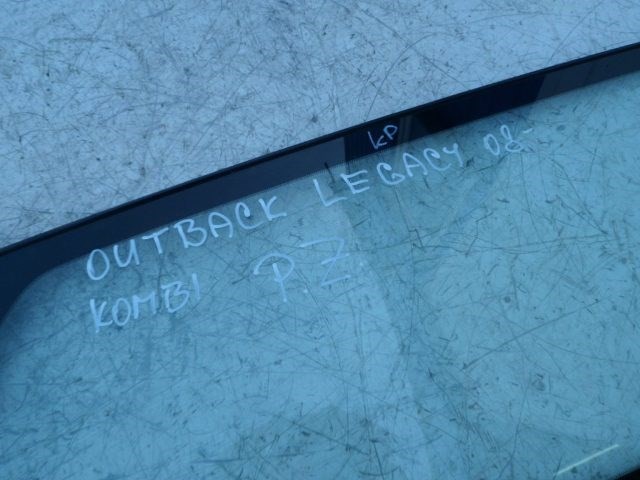 KP
OUTBACK LEGACY 08-
KOMBI P.Z.